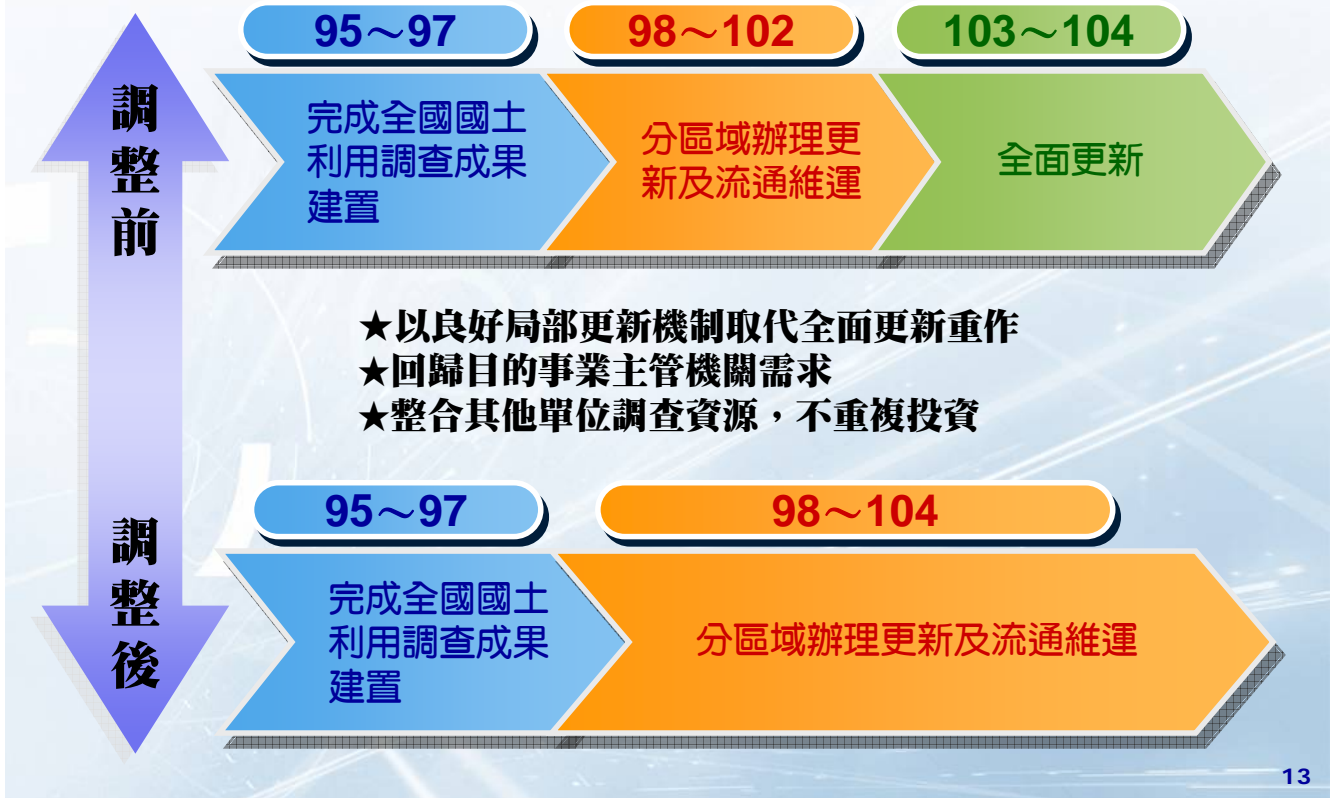 調整前
95～97
98～102
103～104
完成全國國土
利用調查成果
建置
分區域辦理更
新及流通維運
全面更新
★以良好局部更新機制取代全面更新重作
★回歸目的事業主管機關需求
★整合其他單位調查資源，不重複投資
調整後
95～97
98～104
完成全國國土
利用調查成果
建置
分區域辦理更新及流通維運
13